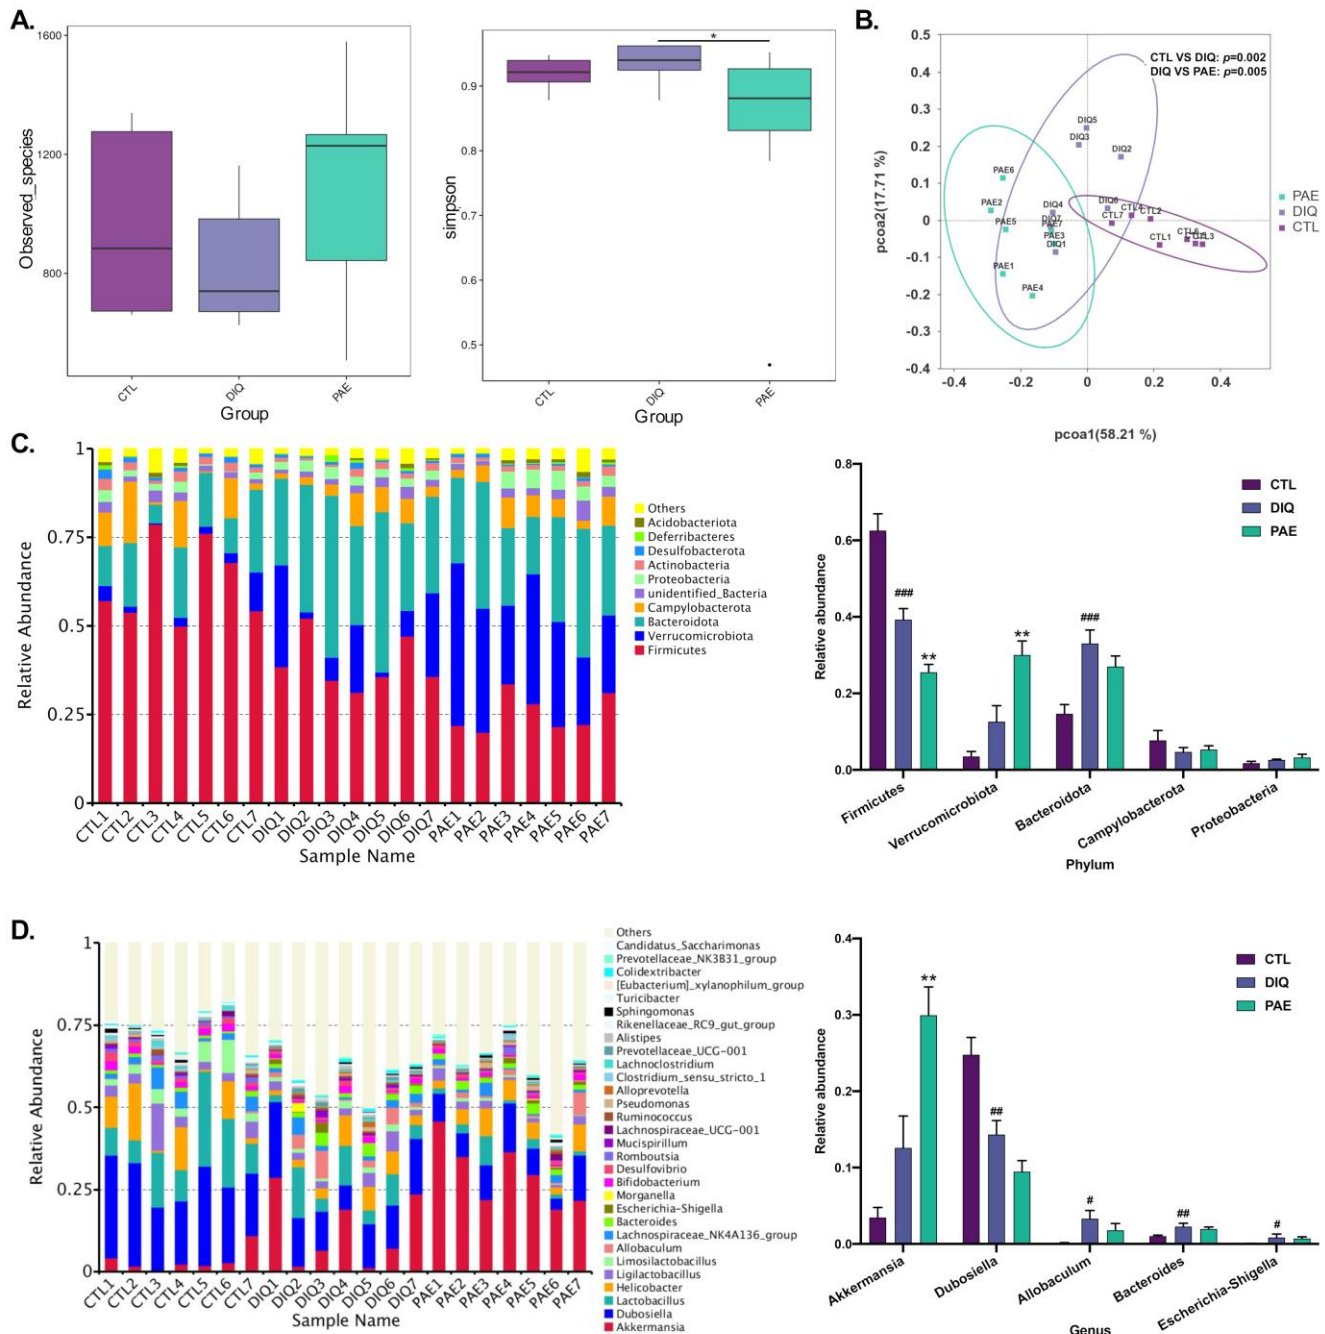 A.
1600
1200
800
Observed_species
CTL
DIQ
PAE
Group
*
0.9
0.8
0.7
0.6
0.5
simpson
CTL
DIQ
PAE
Group
B.
CTL VS DIQ: p=0.002
DIQ VS PAE: p=0.005
0.5
0.4
0.3
0.2
0.1
0
-0.1
-0.2
-0.3
-0.4
pcoa2(17.71 %)
DIQ5
DIQ3
DIQ2
PAE6
PAE2
PAE5
DIQ4
DIQ7
PAE7
PAE3
DIQ1
DIQ6
CTL4
CTL2
CTL7
CTL1
CTL6
CTL3
PAE1
PAE4
-0.4
-0.2
0
0.2
0.4
pcoa1(58.21 %)
PAE
DIQ
CTL
C.
1
0.75
0.5
0.25
0
Relative Abundance
CTL1
CTL2
CTL3
CTL4
CTL5
CTL6
CTL7
DIQ1
DIQ2
DIQ3
DIQ4
DIQ5
DIQ6
DIQ7
PAE1
PAE2
PAE3
PAE4
PAE5
PAE6
PAE7
Sample Name
Others
Acidobacteriota
Deferribacteres
Desulfobacterota
Actinobacteria
Proteobacteria
unidentified_Bacteria
Campylobacterota
Bacteroidota
Verrucomicrobiota
Firmicutes
0.8
0.6
0.4
0.2
0.0
Relative abundance
CTL
DIQ
PAE
###
**
**
###
Firmicutes
Verrucomicrobiota
Bacteroidota
Campylobacterota
Proteobacteria
Phylum
D.
1
0.75
0.5
0.25
0
Relative Abundance
CTL1
CTL2
CTL3
CTL4
CTL5
CTL6
CTL7
DIQ1
DIQ2
DIQ3
DIQ4
DIQ5
DIQ6
DIQ7
PAE1
PAE2
PAE3
PAE4
PAE5
PAE6
PAE7
Sample Name
Others
Candidatus_Saccharimonas
Prevotellaceae_NK3B31_group
Colidextribacter
[Eubacterium]_xylanophilum_group
Turicibacter
Sphingomonas
Rikenellaceae_RC9_gut_group
Alistipes
Prevotellaceae_UCG-001
Lachnoclostridium
Clostridium_sensu_stricto_1
Alloprevotella
Pseudomonas
Ruminococcus
Lachnospiraceae_UCG-001
Mucispirillum
Romboutsia
Desulfovibrio
Bifidobacterium
Morganella
Escherichia-Shigella
Bacteroides
Lachnospiraceae_NK4A136_group
Allobaculum
Limosilactobacillus
Ligilactobacillus
Helicobacter
Lactobacillus
Dubosiella
Akkermansia
0.4
0.3
0.2
0.1
0.0
Relative abundance
CTL
DIQ
PAE
**
##
#
##
#
Akkermansia
Dubosiella
Allobaculum
Bacteroides
Escherichia-Shigella
Genus